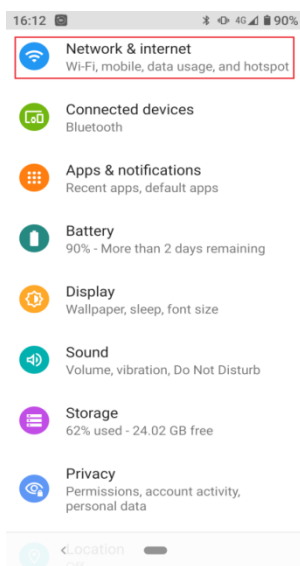 16:12 4G 90%
Network & internet
Wi-Fi, mobile, data usage, and hotspot
Connected devices
Bluetooth
Apps & notifications
Recent apps, default apps
Battery
90% - More than 2 days remaining
Display
Wallpaper, sleep, font size
Sound
Volume, vibration, Do Not Disturb
Storage
62% used - 24.02 GB free
Privacy
Permissions, account activity,
personal data
Location